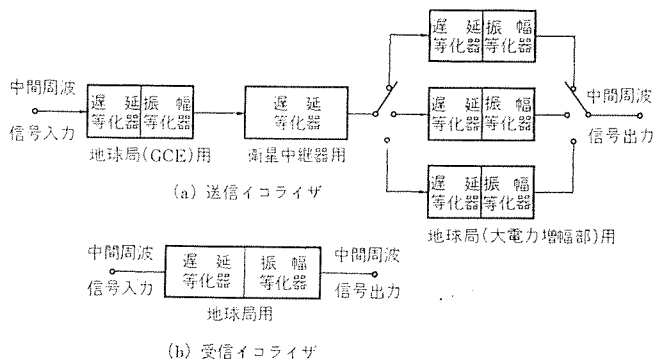 中間周波
信号入力
遅延
等化器
振幅
等化器
地球局(GCE)用
遅延
等化器
衛星中継器用
遅延
等化器
振幅
等化器
遅延
等化器
振幅
等化器
遅延
等化器
振幅
等化器
中間周波
信号出力
地球局(大電力増幅部)用
(a) 送信イコライザ
中間周波
信号入力
遅延
等化器
振幅
等化器
中間周波
信号出力
地球局用
(b) 受信イコライザ